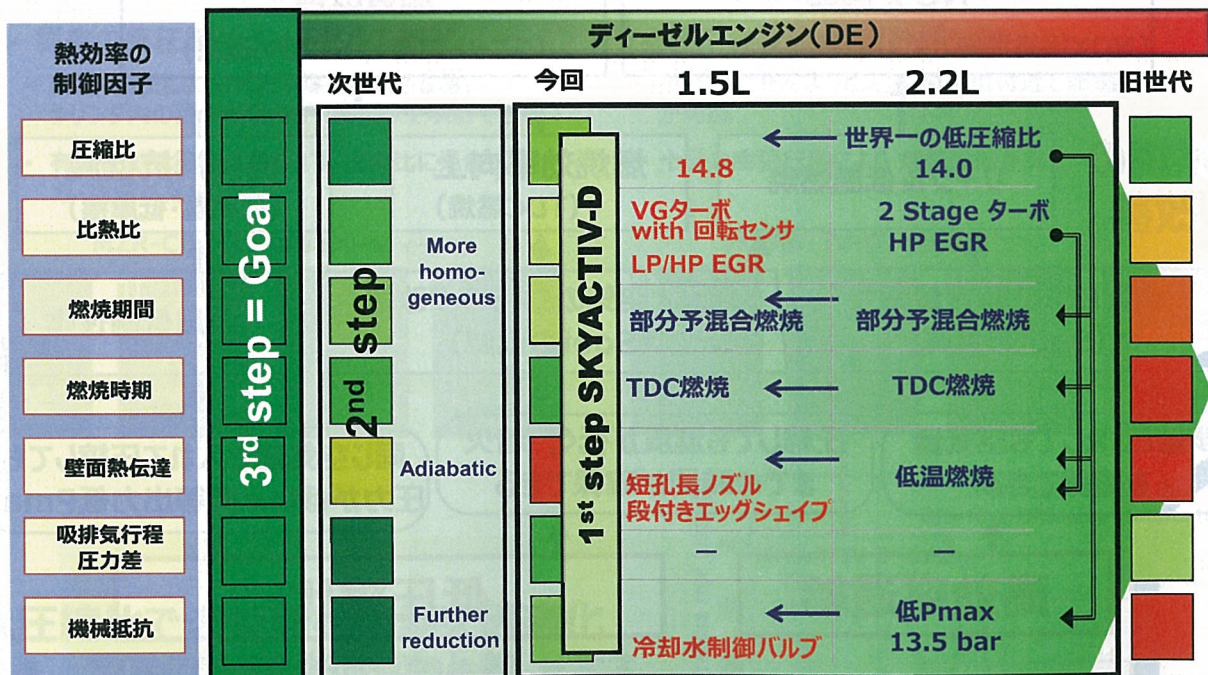 ディーゼルエンジン(DE)
熱効率の
制御因子
次世代
今回
1.5L
2.2L
旧世代
圧縮比
比熱比
燃焼期間
燃焼時期
壁面熱伝達
吸排気行程
圧力差
機械抵抗
3rd step = Goal
2nd step
More
homo-
geneous
Adiabatic
Further
reduction
1st step SKYACTIV-D
← 世界一の低圧縮比
14.8
14.0
VGターボ
with 回転センサ
LP/HP EGR
2 Stage ターボ
HP EGR
←
部分予混合燃焼
部分予混合燃焼
TDC燃焼
←
TDC燃焼
←
短孔長ノズル
段付きエッグシェイプ
低温燃焼
—
—
←
冷却水制御バルブ
低Pmax
13.5 bar